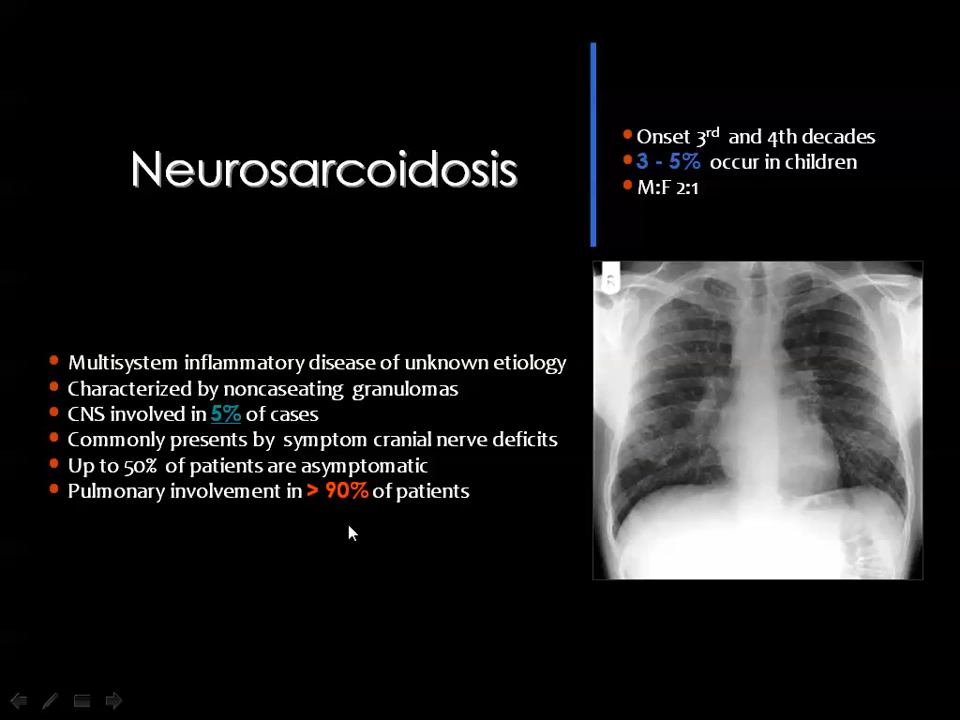 Neurosarcoidosis
• Onset 3rd and 4th decades
• 3 - 5% occur in children
• M:F 2:1
• Multisystem inflammatory disease of unknown etiology
• Characterized by noncaseating granulomas
• CNS involved in 5% of cases
• Commonly presents by symptom cranial nerve deficits
• Up to 50% of patients are asymptomatic
• Pulmonary involvement in > 90% of patients